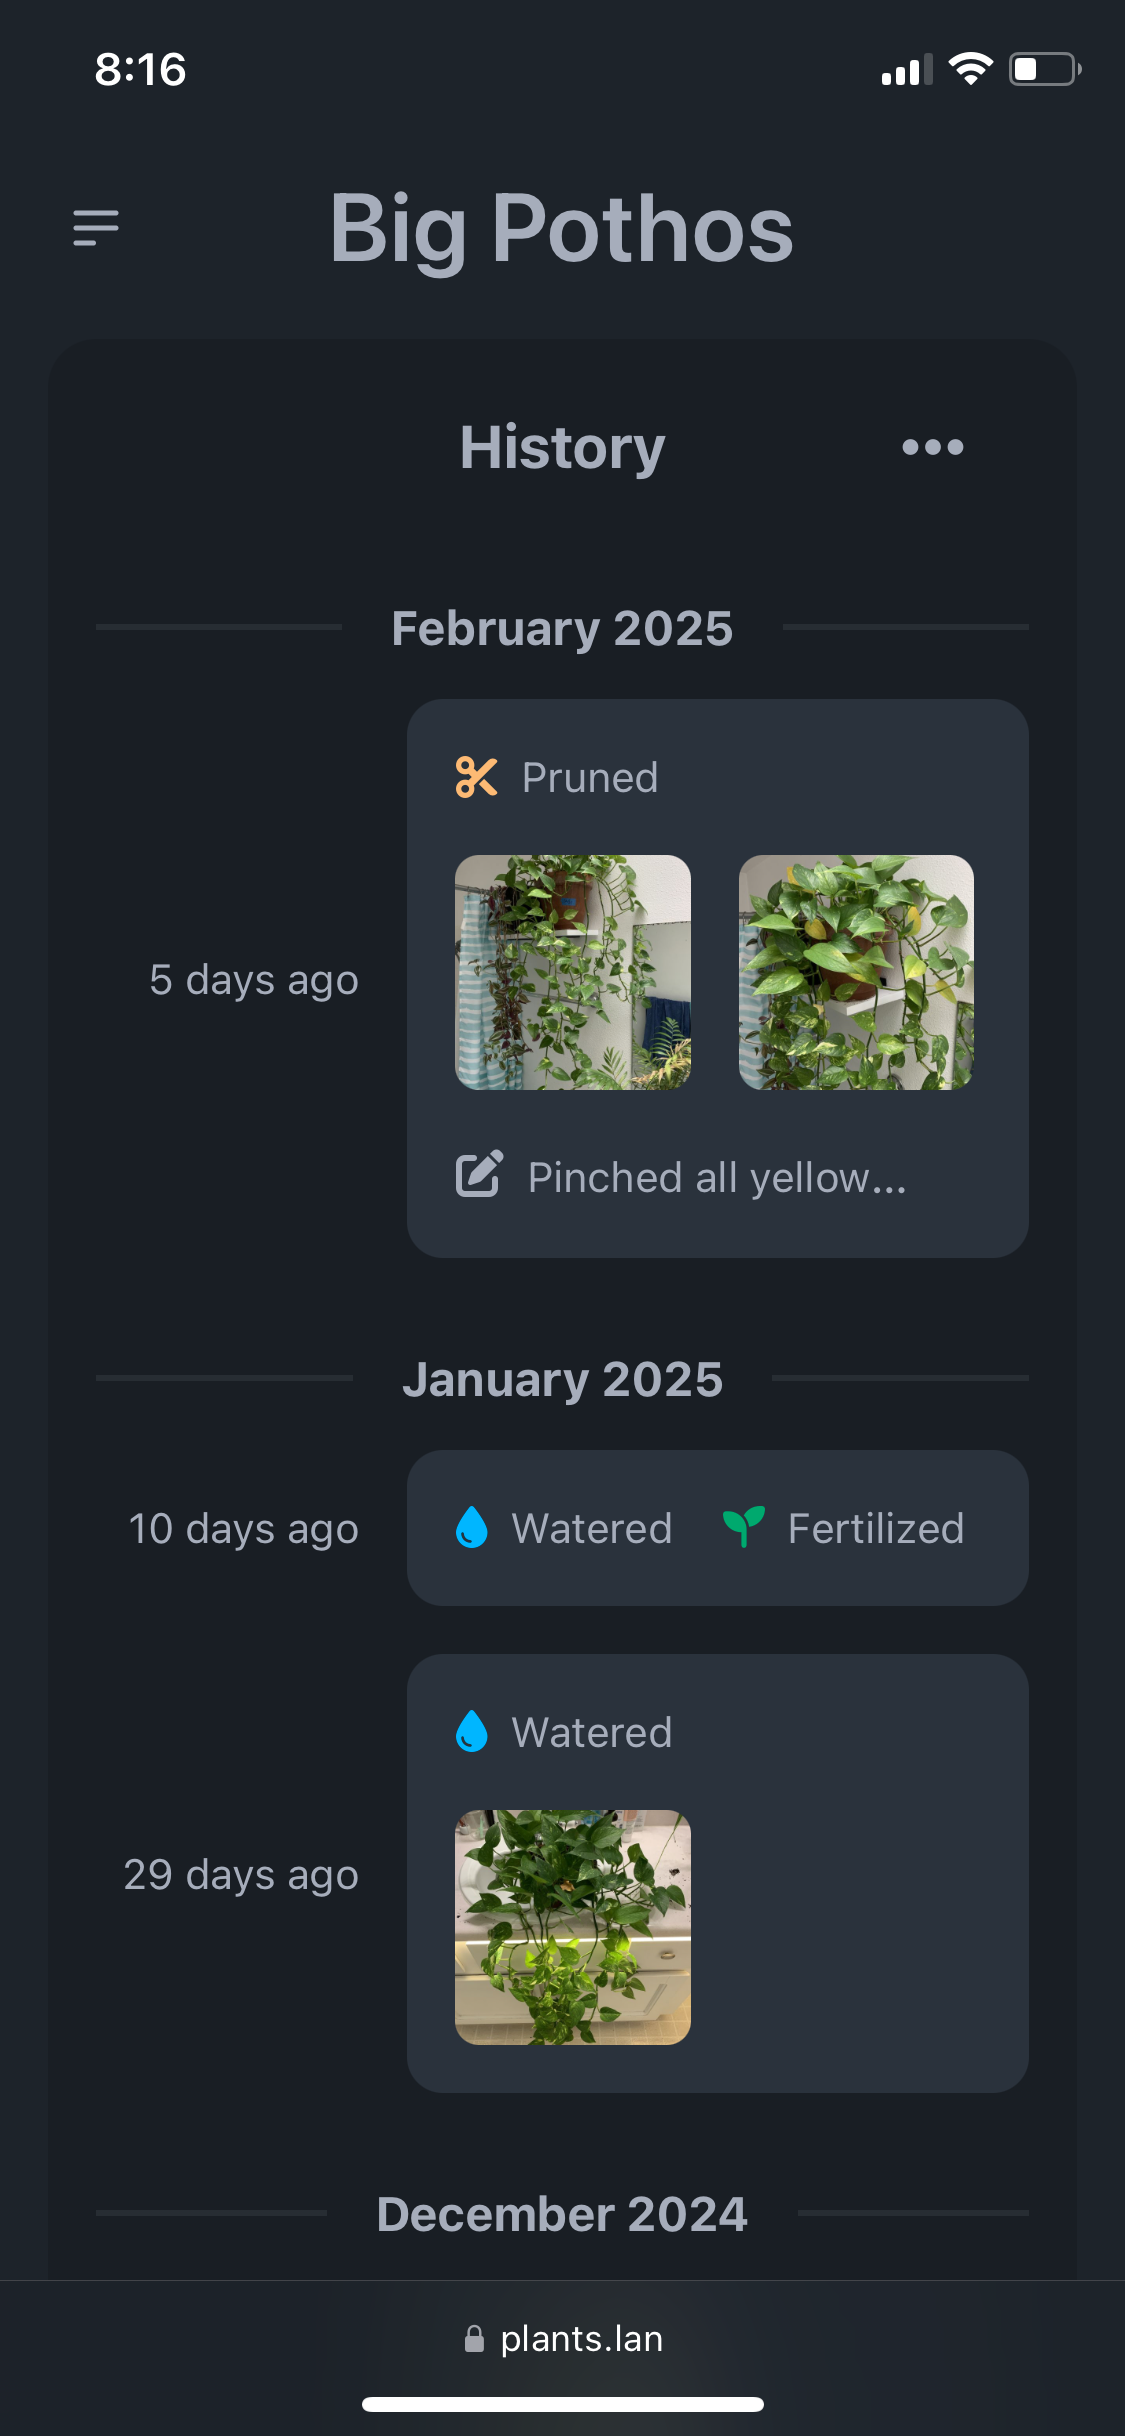 8:16
Big Pothos
History
February 2025
Pruned
5 days ago
Pinched all yellow...
January 2025
10 days ago
Watered Fertilized
Watered
29 days ago
December 2024
plants.lan